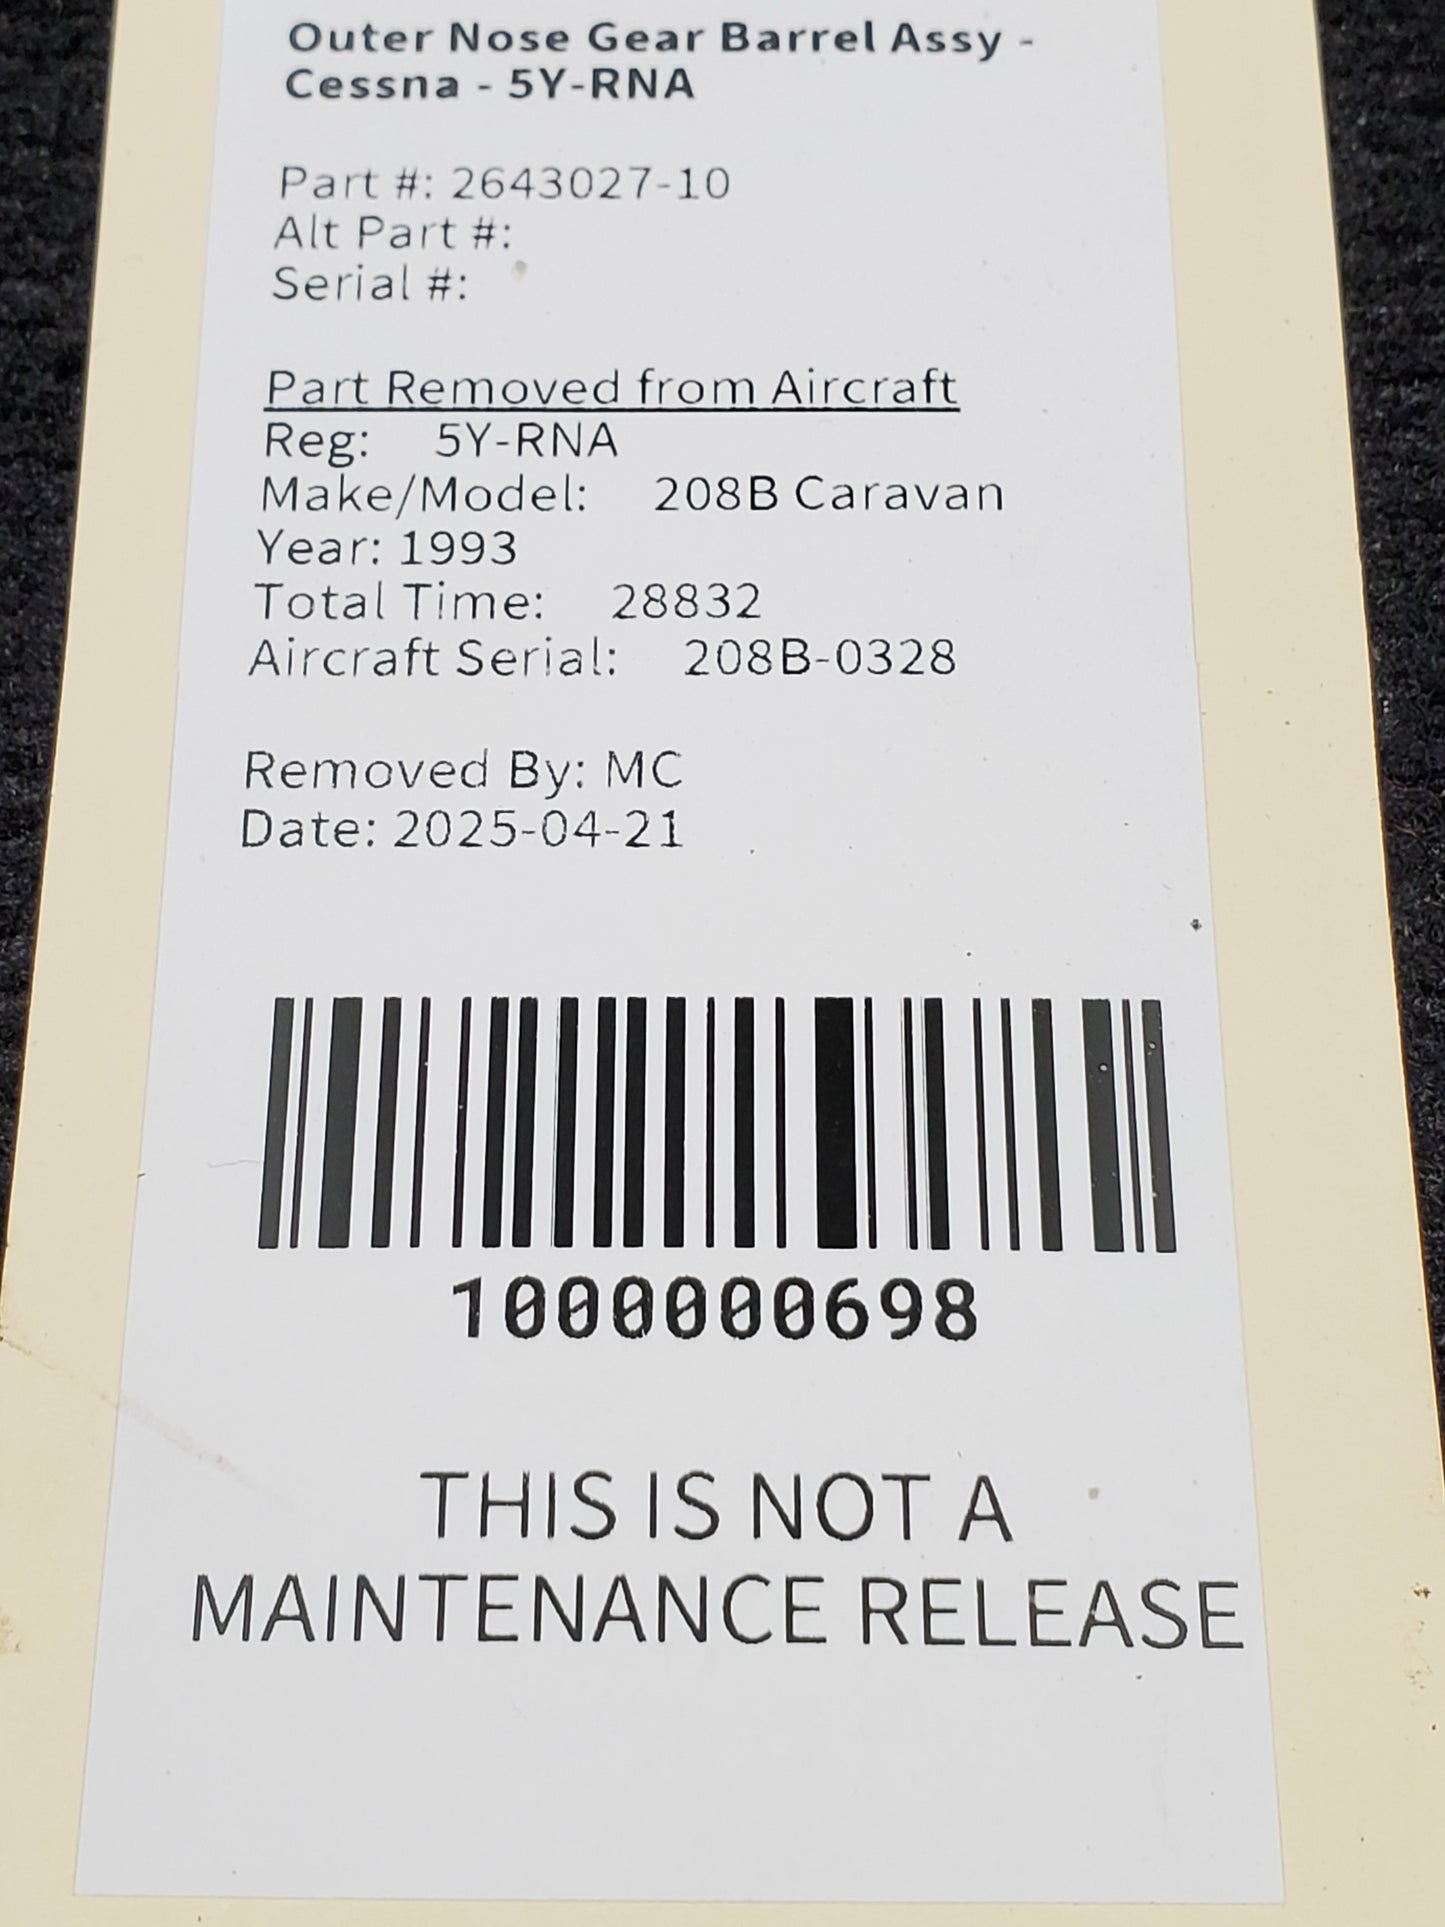 Outer Nose Gear Barrel Assy -
Cessna - 5Y-RNA
Part #: 2643027-10
Alt Part #:
Serial #:
Part Removed from Aircraft
Reg: 5Y-RNA
Make/Model: 208B Caravan
Year: 1993
Total Time: 28832
Aircraft Serial: 208B-0328
Removed By: MC
Date: 2025-04-21
1000000698
THIS IS NOT A
MAINTENANCE RELEASE